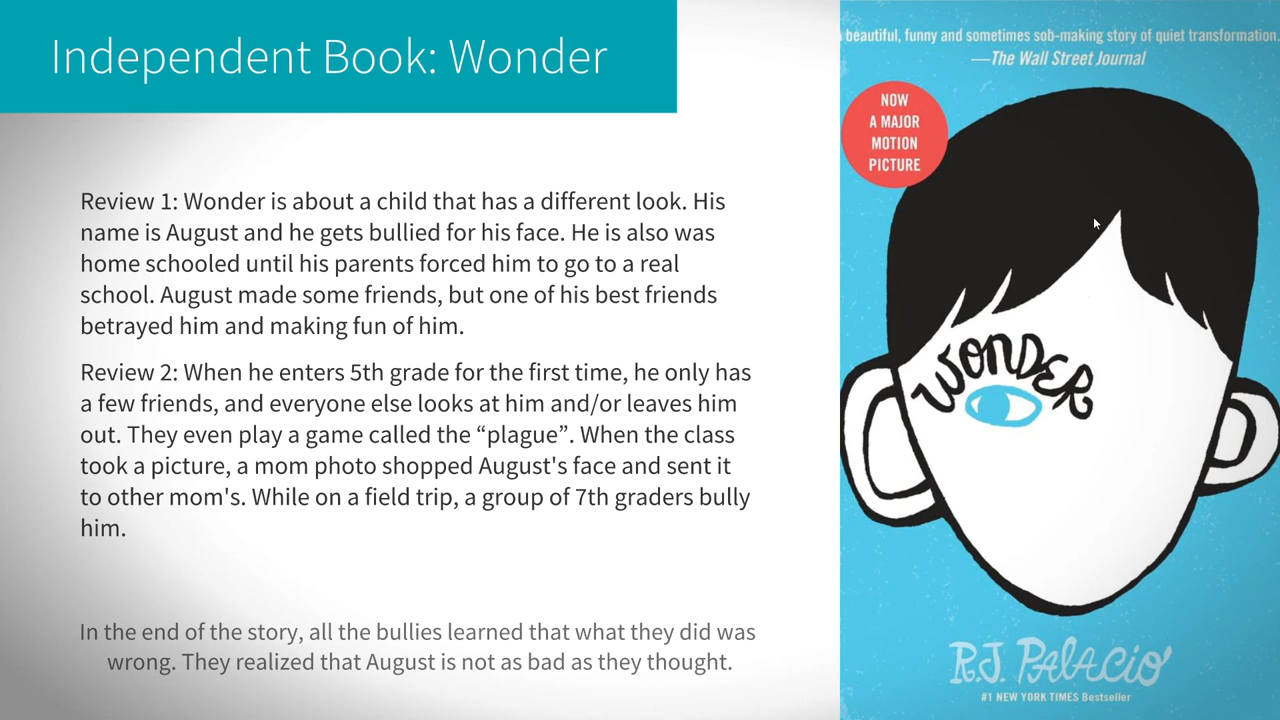 Independent Book: Wonder
Review 1: Wonder is about a child that has a different look. His
name is August and he gets bullied for his face. He is also was
home schooled until his parents forced him to go to a real
school. August made some friends, but one of his best friends
betrayed him and making fun of him.
Review 2: When he enters 5th grade for the first time, he only has
a few friends, and everyone else looks at him and/or leaves him
out. They even play a game called the “plague”. When the class
took a picture, a mom photo shopped August's face and sent it
to other mom's. While on a field trip, a group of 7th graders bully
him.
In the end of the story, all the bullies learned that what they did was
wrong. They realized that August is not as bad as they thought.
beautiful, funny and sometimes sob-making story of quiet transformation.
—The Wall Street Journal
NOW
A MAJOR
MOTION
PICTURE
WONDER
R.J. PALACIO
#1 NEW YORK TIMES Bestseller